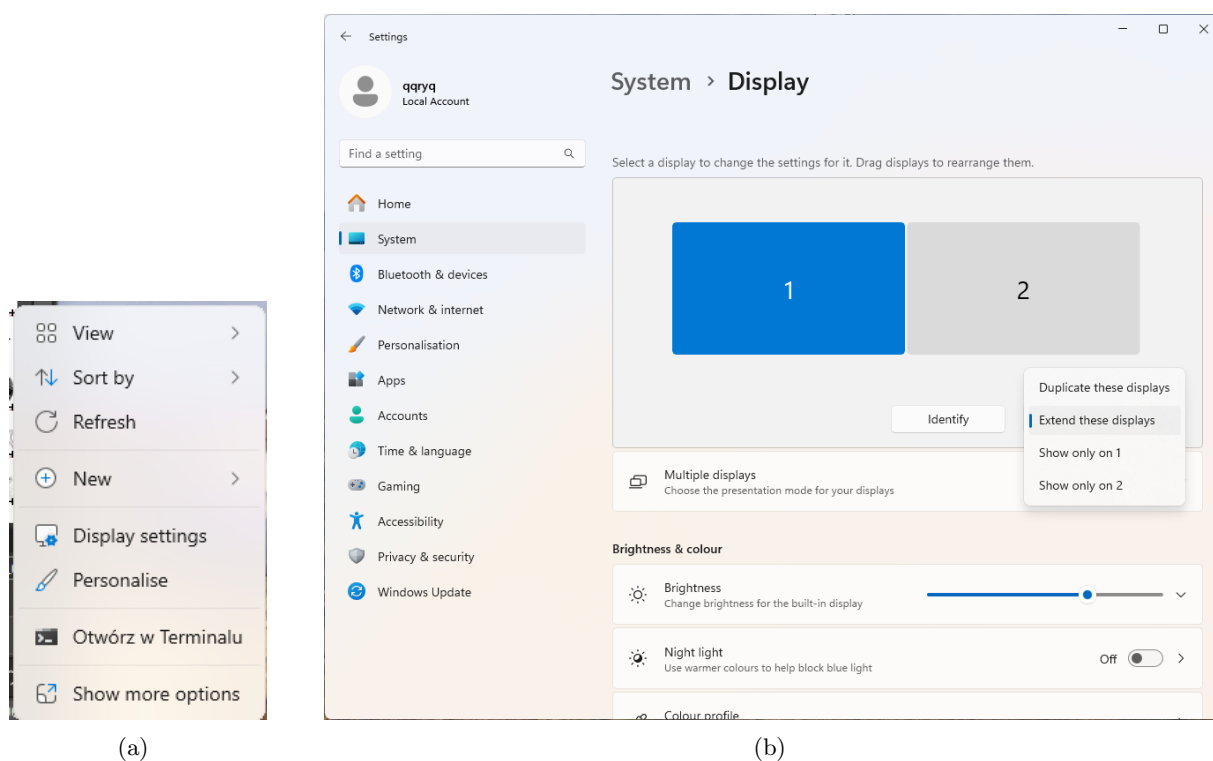 View
Sort by
Refresh
New
Display settings
Personalise
Otwórz w Terminalu
Show more options
(a)
Settings
qqryq
Local Account
Find a setting
Home
System
Bluetooth & devices
Network & internet
Personalisation
Apps
Accounts
Time & language
Gaming
Accessibility
Privacy & security
Windows Update
System > Display
Select a display to change the settings for it. Drag displays to rearrange them.
1
2
Identify
Duplicate these displays
Extend these displays
Show only on 1
Show only on 2
Multiple displays
Choose the presentation mode for your displays
Brightness & colour
Brightness
Change brightness for the built-in display
Night light
Use warmer colours to help block blue light
Off
Colour profile
(b)